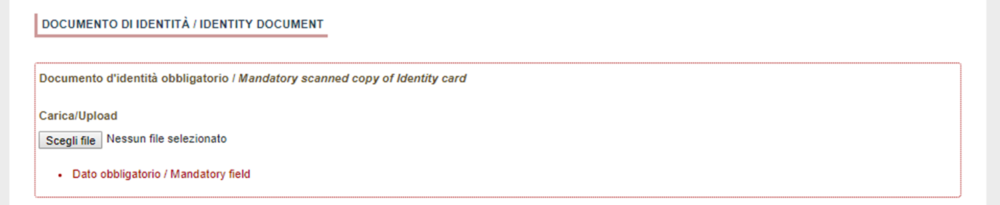 DOCUMENTO DI IDENTITÀ / IDENTITY DOCUMENT
Documento d'identità obbligatorio / Mandatory scanned copy of Identity card
Carica/Upload
Scegli file Nessun file selezionato
• Dato obbligatorio / Mandatory field